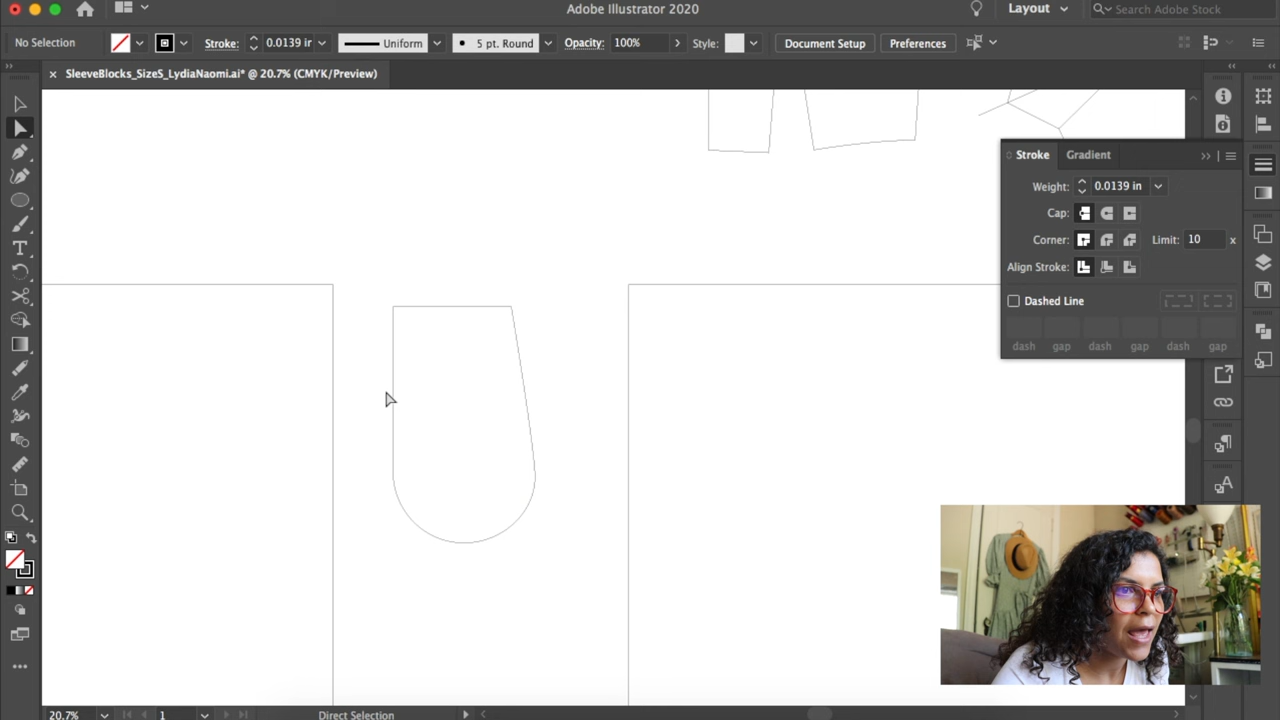 Adobe Illustrator 2020
Layout
Search Adobe Stock
No Selection
Stroke:
0.0139 in
Uniform
5 pt. Round
Opacity:
100%
Style:
Document Setup
Preferences
× SleeveBlocks_SizeS_LydiaNaomi.ai* @ 20.7% (CMYK/Preview)
Stroke
Gradient
Weight:
0.0139 in
Cap:
Corner:
Limit:
10
x
Align Stroke:
Dashed Line
dash gap dash gap dash gap
20.7%
1
Direct Selection